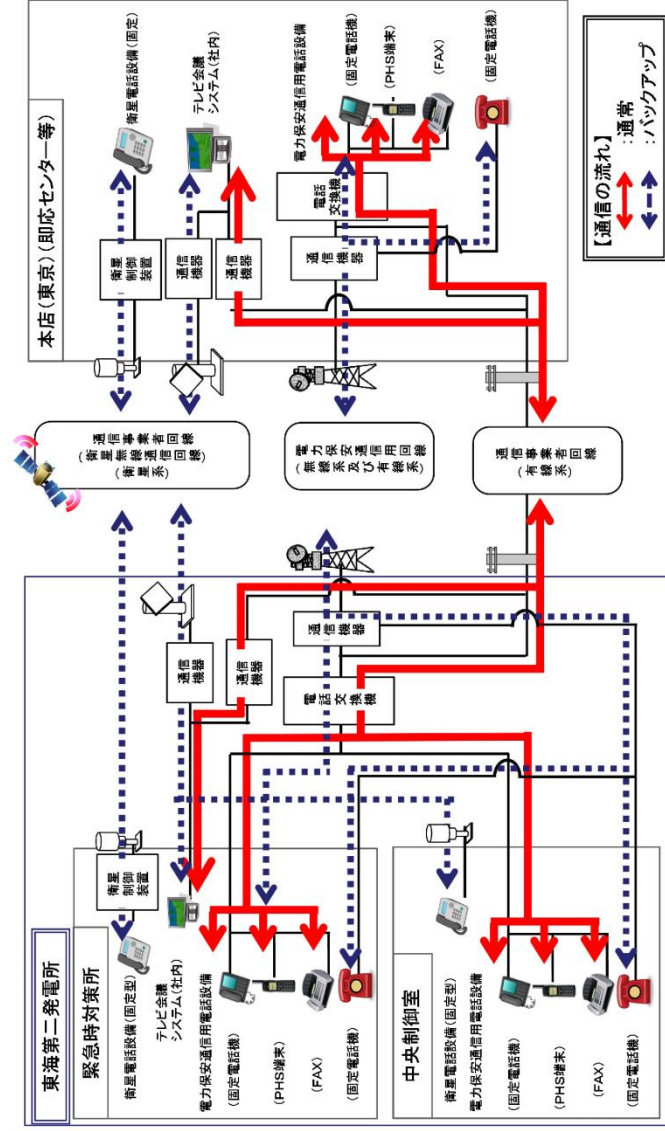 東海第二発電所
緊急時対策所
衛星電話設備(固定型)
衛星
制御
装置
テレビ会議
システム(社内)
通信
機器
通信
機器
電力保安通信用電話設備
(固定電話機)
(PHS端末)
(FAX)
(固定電話機)
電話交換機
通信機器
中央制御室
衛星電話設備(固定型)
電力保安通信用電話設備
(固定電話機)
(PHS端末)
(FAX)
(固定電話機)
通信事業者回線
(衛星無線通信回線)
(衛星系)
電力保安通信用回線
(無線系及び有線系)
通信事業者回線
(有線系)
本店(東京)(即応センター等)
衛星
制御
装置
衛星電話設備(固定)
通信
機器
通信
機器
テレビ会議
システム(社内)
通信機器
電話
交換機
電力保安通信用電話設備
(固定電話機)
(PHS端末)
(FAX)
(固定電話機)
【通信の流れ】
:通常
:バックアップ